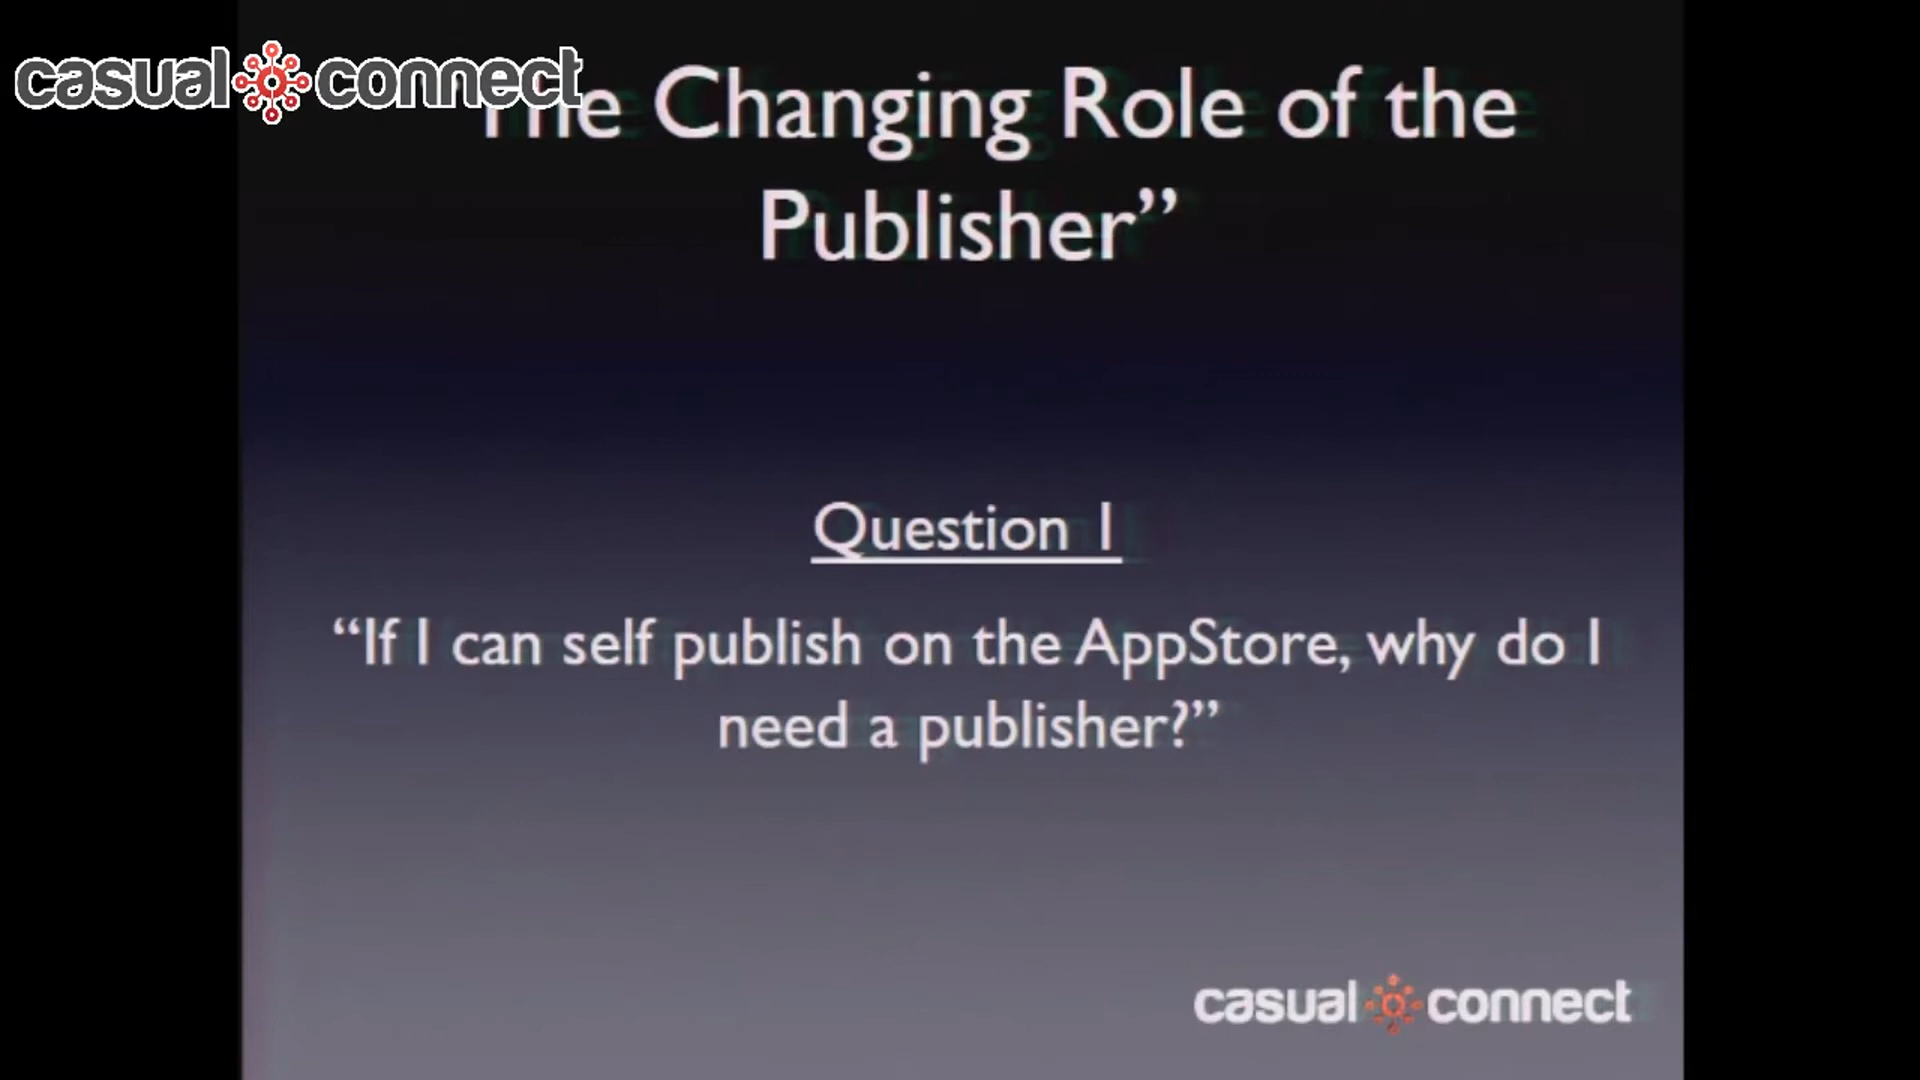 casual connect
The Changing Role of the
Publisher”
Question 1
“If I can self publish on the AppStore, why do I
need a publisher?”
casual connect